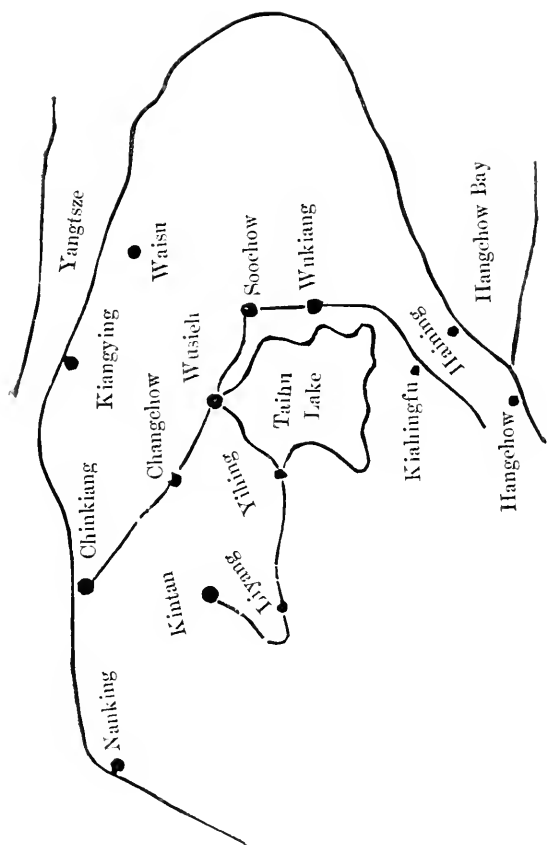 Yangtsze
Kiangying
Chinkiang
Nanking
Waisu
Changchow
Wusieh
Kintan
Soochow
Yihing
Liyang
Taihu
Lake
Wukiang
Kiahingfu
Haining
Hangchow Bay
Hangchow